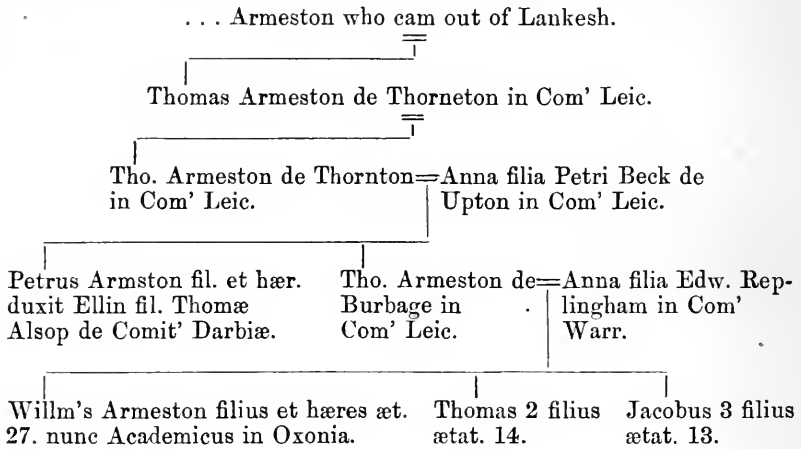 . . . Armeston who cam out of Lankesh.
Thomas Armeston de Thorneton in Com' Leic.
Tho. Armeston de Thornton=Anna filia Petri Beck de
in Com' Leic. Upton in Com' Leic.
Petrus Armston fil. et hær. Tho. Armeston de=Anna filia Edw. Rep-
duxit Ellin fil. Thomæ Burbage in lingham in Com'
Alsop de Comit' Darbiæ. Com' Leic. Warr.
Willm's Armeston filius et hæres æt. Thomas 2 filius Jacobus 3 filius
27. nunc Academicus in Oxonia. ætat. 14. ætat. 13.